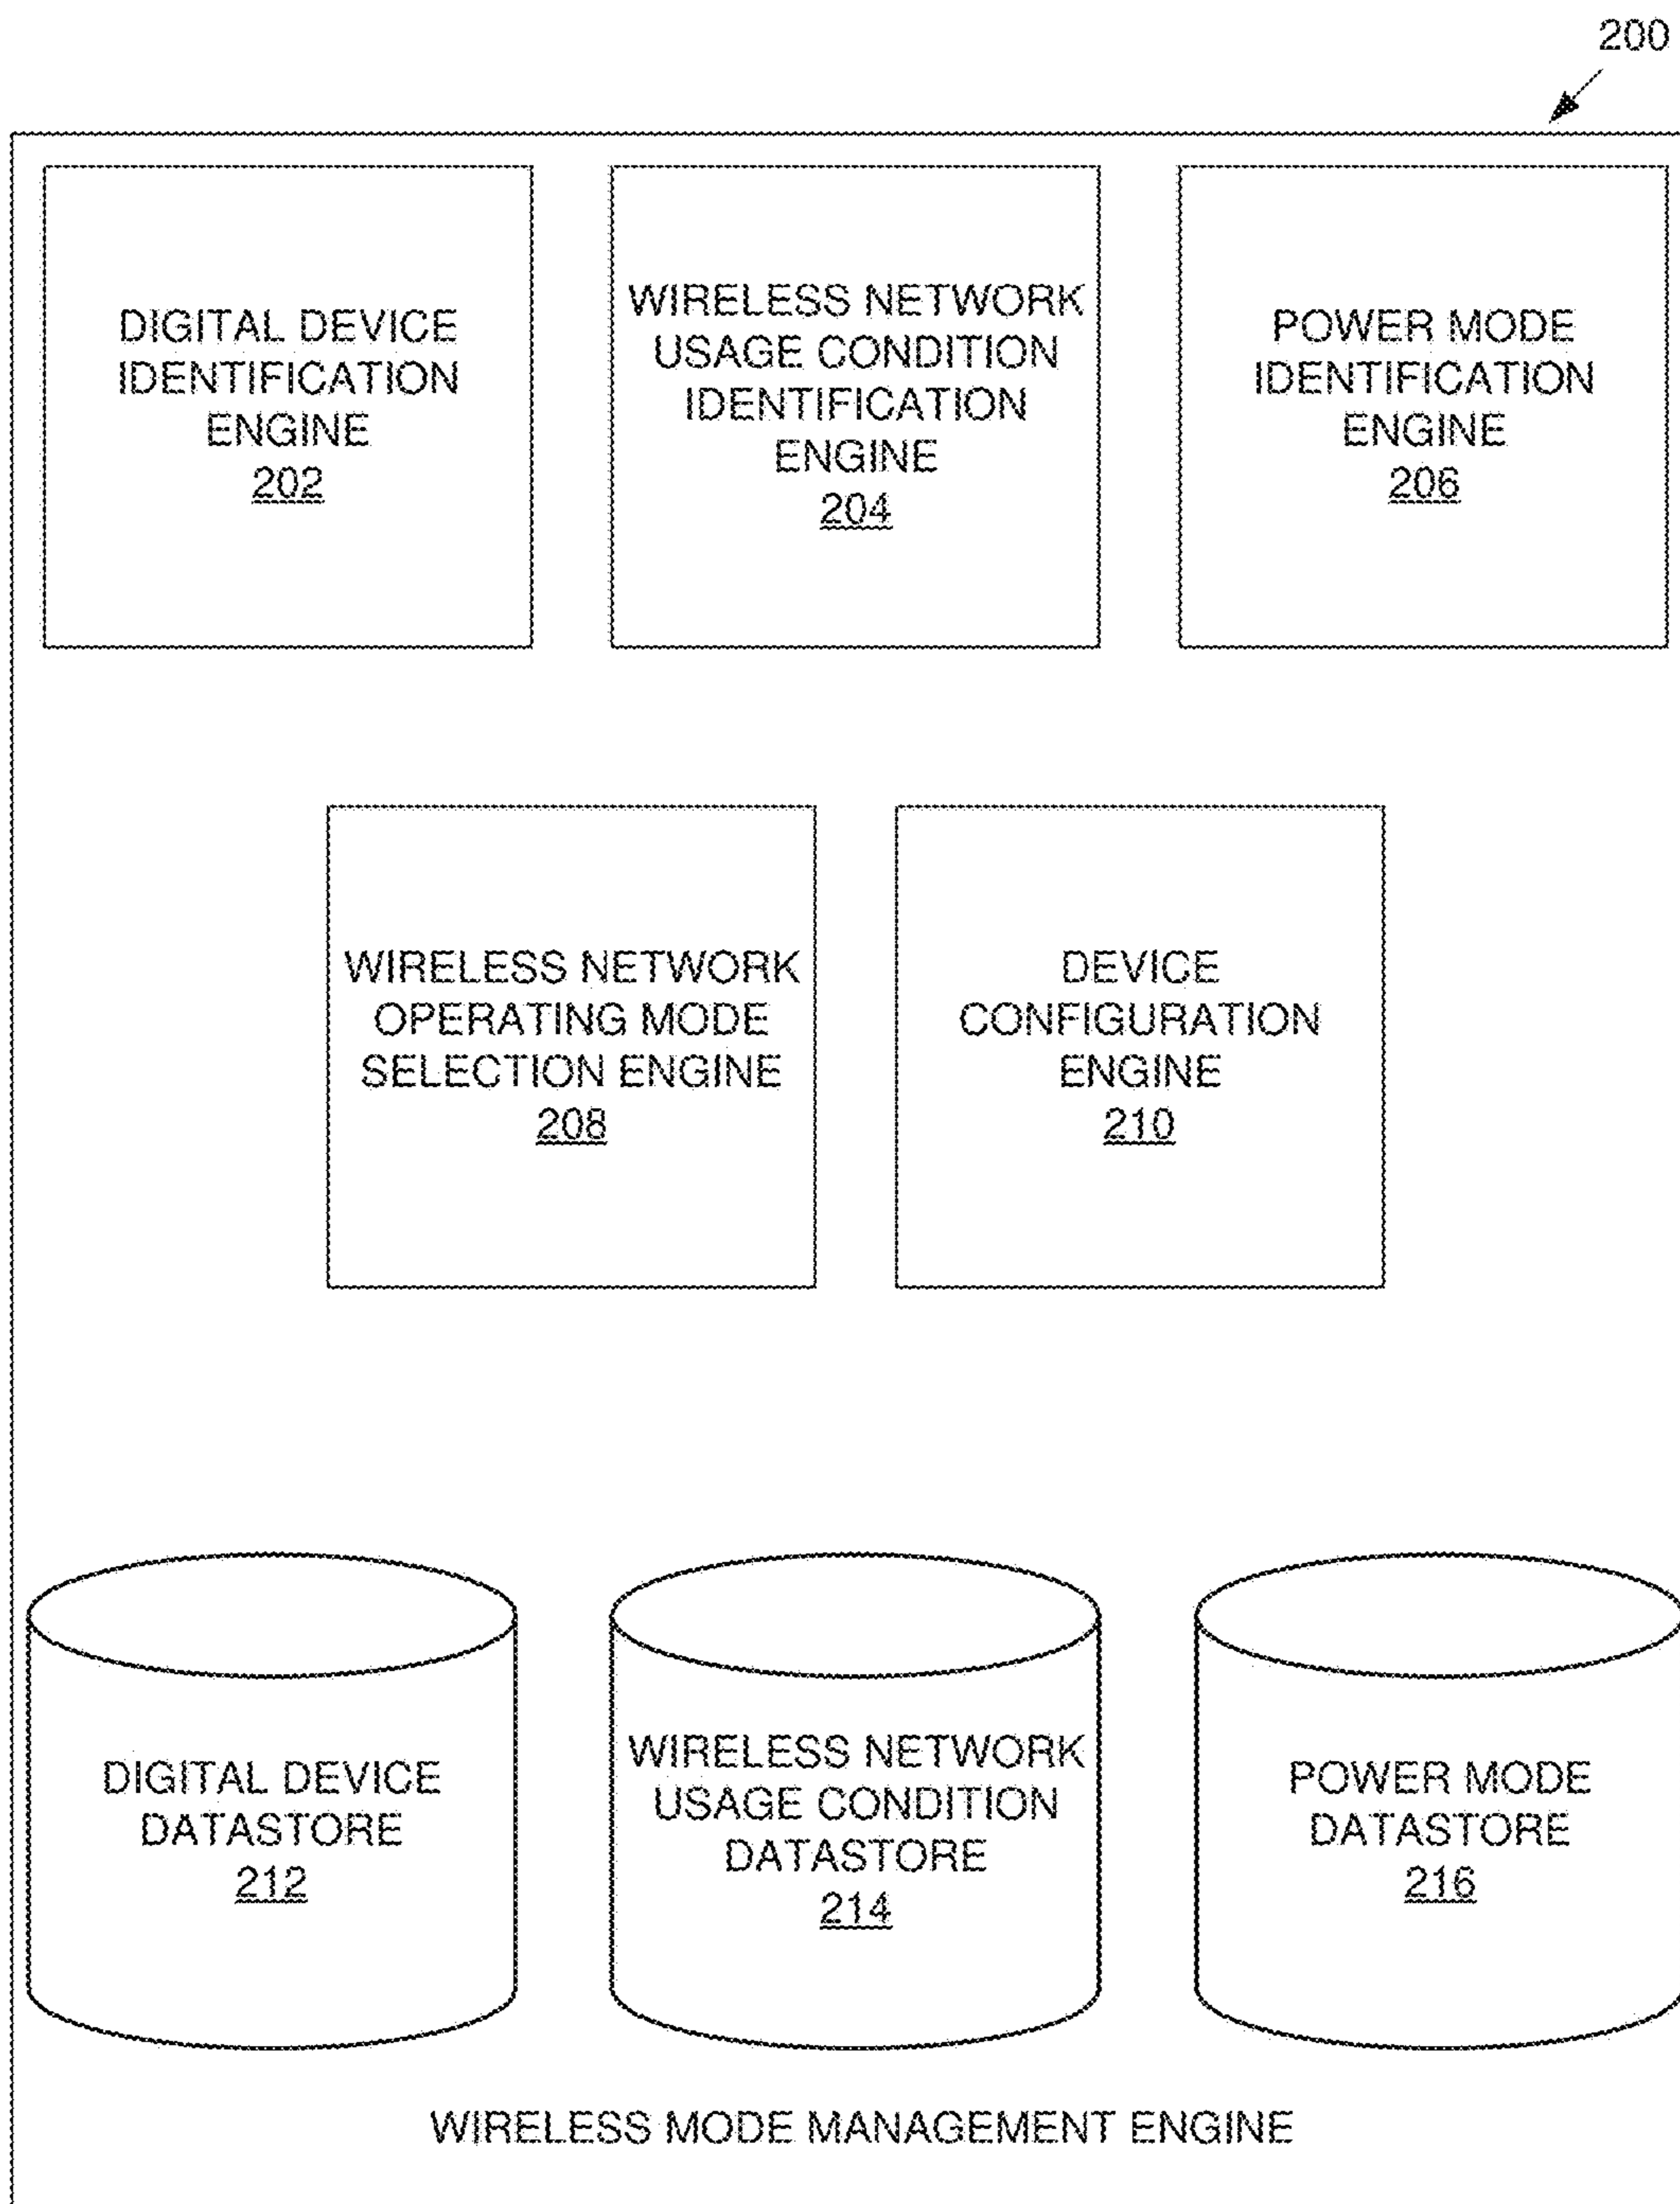 200
DIGITAL DEVICE
IDENTIFICATION
ENGINE
202
WIRELESS NETWORK
USAGE CONDITION
IDENTIFICATION
ENGINE
204
POWER MODE
IDENTIFICATION
ENGINE
206
WIRELESS NETWORK
OPERATING MODE
SELECTION ENGINE
208
DEVICE
CONFIGURATION
ENGINE
210
DIGITAL DEVICE
DATASTORE
212
WIRELESS NETWORK
USAGE CONDITION
DATASTORE
214
POWER MODE
DATASTORE
216
WIRELESS MODE MANAGEMENT ENGINE